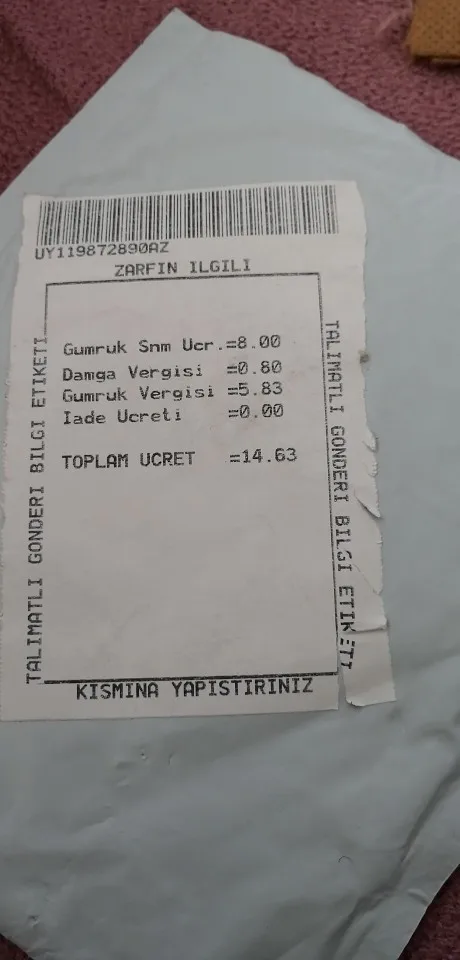 UY119872890AZ
ZARFIN ILGILI
TALIMATLI GONDERI BILGI ETIKETI
Gumruk Snm Ucr.=8.00
Damga Vergisi =0.80
Gumruk Vergisi =5.83
Iade Ucreti =0.00
TOPLAM UCRET =14.63
TALIMATLI GONDERI BILGI ETIKETI
KISMINA YAPISTIRINIZ